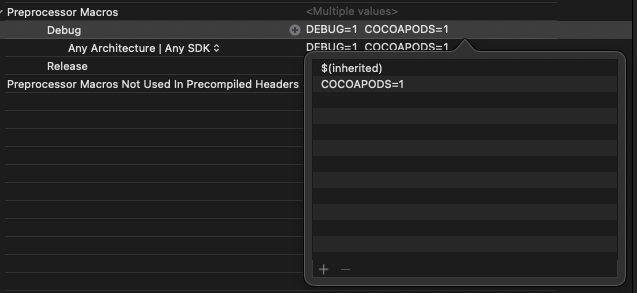 Preprocessor Macros <Multiple values>
Debug DEBUG=1 COCOAPODS=1
Any Architecture | Any SDK DEBUG=1 COCOAPODS=1
Release
Preprocessor Macros Not Used In Precompiled Headers
$(inherited)
COCOAPODS=1